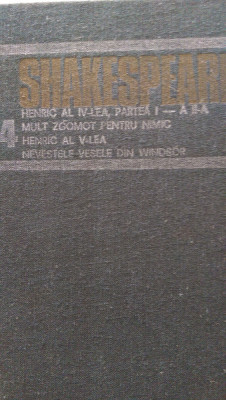 SHAKESPEARE
HENRIC AL IV-LEA, PARTEA I — A II-A
4 MULT ZGOMOT PENTRU NIMIC
HENRIC AL V-LEA
NEVESTELE VESELE DIN WINDSOR